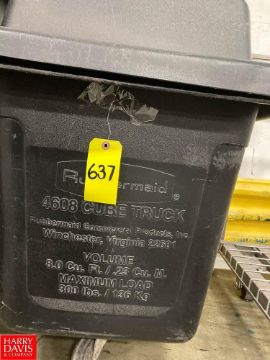 637
Rubbermaid ®
4608 CUBE TRUCK
Rubbermaid Commercial Products, Inc.
Winchester, Virginia 22601
VOLUME
8.0 Cu. Ft. / .23 Cu. M.
MAXIMUM LOAD
300 lbs. / 136 Kg
HARRY
DAVIS
& COMPANY